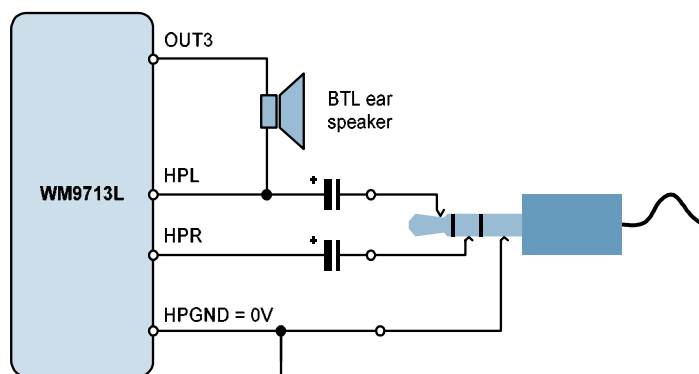 OUT3
BTL ear
speaker
WM9713L
HPL
+
HPR
+
HPGND = 0V